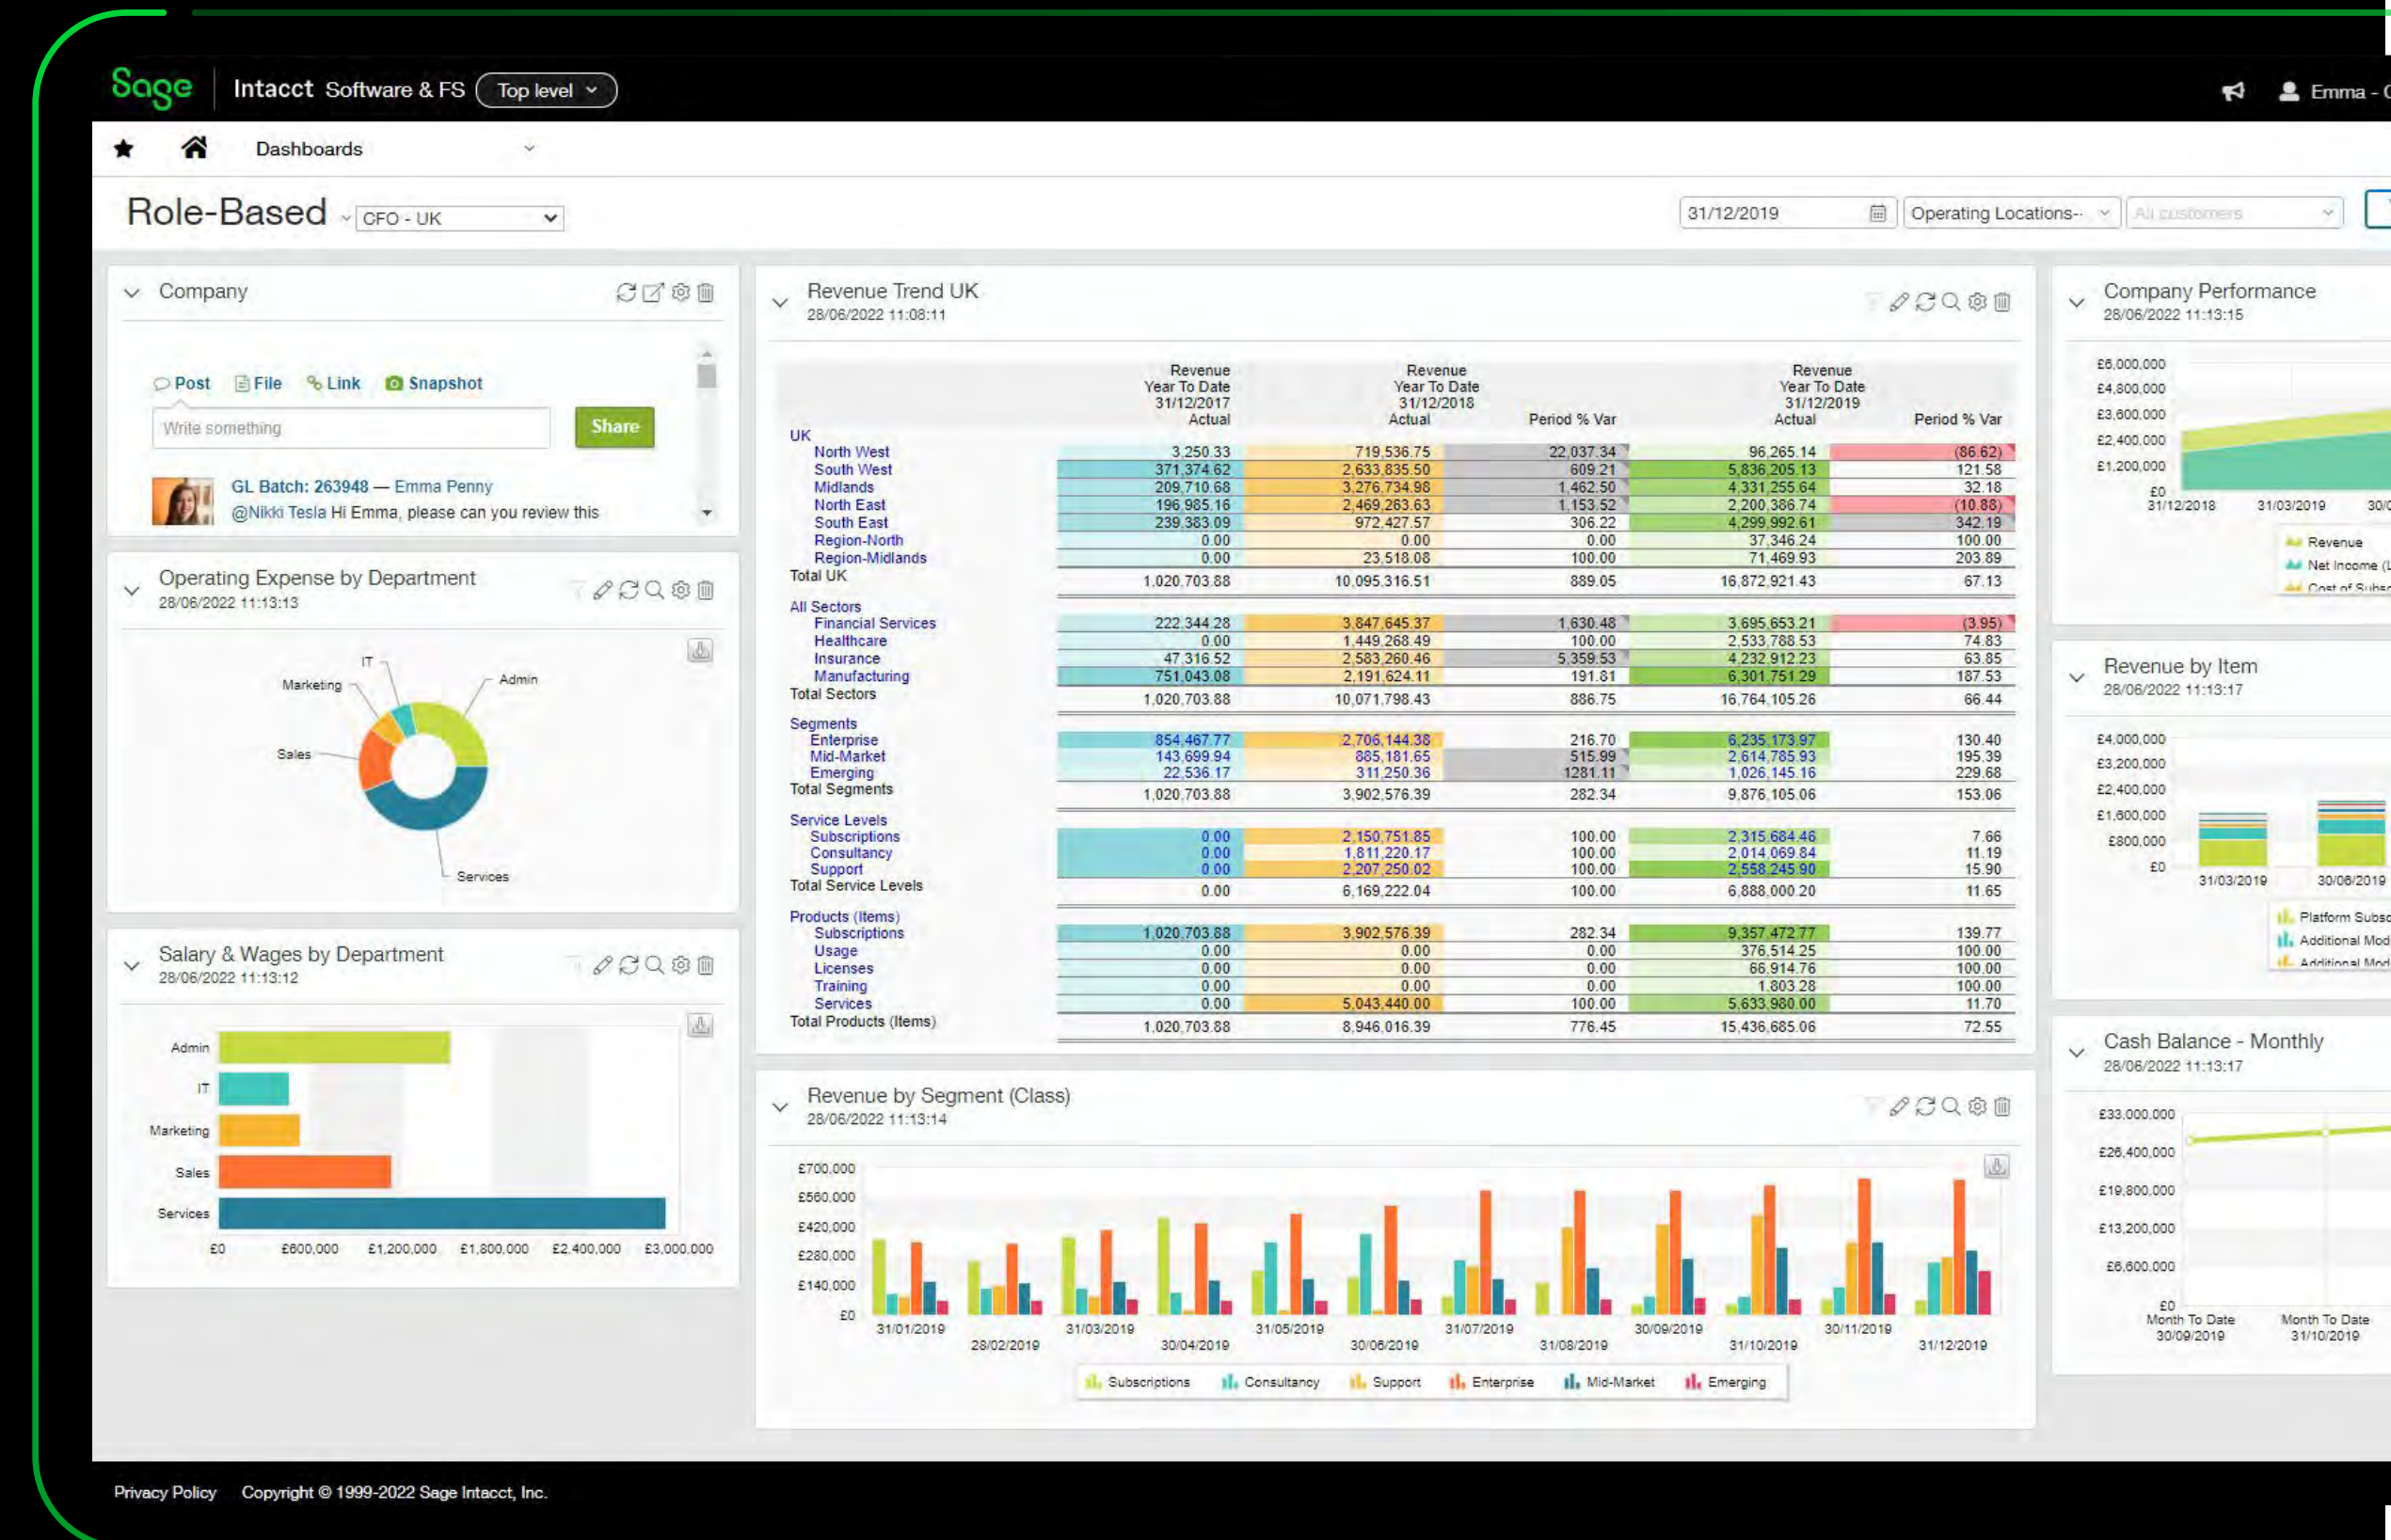 Sage Intacct Software & FS Top level Emma -
Dashboards
Role-Based CFO - UK 31/12/2019 Operating Locations-- All customers
Company
Post File Link Snapshot
Write something Share
GL Batch: 263948 — Emma Penny
@Nikki Tesla Hi Emma, please can you review this
Operating Expense by Department
28/06/2022 11:13:13
IT
Marketing
Admin
Sales
Services
Salary & Wages by Department
28/06/2022 11:13:12
Admin
IT
Marketing
Sales
Services
£0 £600,000 £1,200,000 £1,800,000 £2,400,000 £3,000,000
Revenue Trend UK
28/06/2022 11:08:11
Revenue Revenue Revenue
Year To Date Year To Date Year To Date
31/12/2017 31/12/2018 31/12/2019
Actual Actual Period % Var Actual Period % Var
UK
North West 3,250.33 719,536.75 22,037.34 96,265.14 (86.62)
South West 371,374.62 2,633,835.50 609.21 5,836,205.13 121.58
Midlands 209,710.68 3,276,734.98 1,462.50 4,331,255.64 32.18
North East 196,985.16 2,469,263.63 1,153.52 2,200,386.74 (10.88)
South East 239,383.09 972,427.57 306.22 4,299,992.61 342.19
Region-North 0.00 0.00 0.00 37,346.24 100.00
Region-Midlands 0.00 23,518.08 100.00 71,469.93 203.89
Total UK 1,020,703.88 10,095,316.51 889.05 16,872,921.43 67.13
All Sectors
Financial Services 222,344.28 3,847,645.37 1,630.48 3,695,653.21 (3.95)
Healthcare 0.00 1,449,268.49 100.00 2,533,788.53 74.83
Insurance 47,316.52 2,583,260.46 5,359.53 4,232,912.23 63.85
Manufacturing 751,043.08 2,191,624.11 191.81 6,301,751.29 187.53
Total Sectors 1,020,703.88 10,071,798.43 886.75 16,764,105.26 66.44
Segments
Enterprise 854,467.77 2,706,144.38 216.70 6,235,173.97 130.40
Mid-Market 143,699.94 885,181.65 515.99 2,614,785.93 195.39
Emerging 22,536.17 311,250.36 1281.11 1,026,145.16 229.68
Total Segments 1,020,703.88 3,902,576.39 282.34 9,876,105.06 153.06
Service Levels
Subscriptions 0.00 2,150,751.85 100.00 2,315,684.46 7.66
Consultancy 0.00 1,811,220.17 100.00 2,014,069.84 11.19
Support 0.00 2,207,250.02 100.00 2,558,245.90 15.90
Total Service Levels 0.00 6,169,222.04 100.00 6,888,000.20 11.65
Products (Items)
Subscriptions 1,020,703.88 3,902,576.39 282.34 9,357,472.77 139.77
Usage 0.00 0.00 0.00 376,514.25 100.00
Licenses 0.00 0.00 0.00 66,914.76 100.00
Training 0.00 0.00 0.00 1,803.28 100.00
Services 0.00 5,043,440.00 100.00 5,633,980.00 11.70
Total Products (Items) 1,020,703.88 8,946,016.39 776.45 15,436,685.06 72.55
Revenue by Segment (Class)
28/06/2022 11:13:14
£700,000
£560,000
£420,000
£280,000
£140,000
£0
31/01/2019 31/03/2019 31/05/2019 31/07/2019 30/09/2019 30/11/2019
28/02/2019 30/04/2019 30/06/2019 31/08/2019 31/10/2019 31/12/2019
Subscriptions Consultancy Support Enterprise Mid-Market Emerging
Company Performance
28/06/2022 11:13:15
£6,000,000
£4,800,000
£3,600,000
£2,400,000
£1,200,000
£0
31/12/2018 31/03/2019 30/0
Revenue
Net Income (L
Cost of Subsc
Revenue by Item
28/06/2022 11:13:17
£4,000,000
£3,200,000
£2,400,000
£1,600,000
£800,000
£0
31/03/2019 30/06/2019
Platform Subsc
Additional Mod
Additional Mod
Cash Balance - Monthly
28/06/2022 11:13:17
£33,000,000
£26,400,000
£19,800,000
£13,200,000
£6,600,000
£0
Month To Date Month To Date
30/09/2019 31/10/2019
Privacy Policy Copyright © 1999-2022 Sage Intacct, Inc.